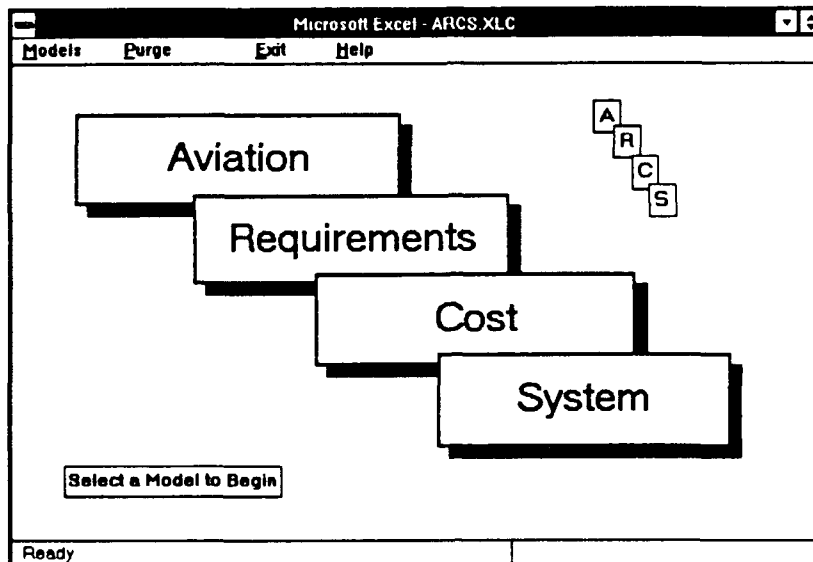 Microsoft Excel - ARCS.XLC
Models Purge Exit Help
Aviation
Requirements
Cost
System
A
R
C
S
Select a Model to Begin
Ready